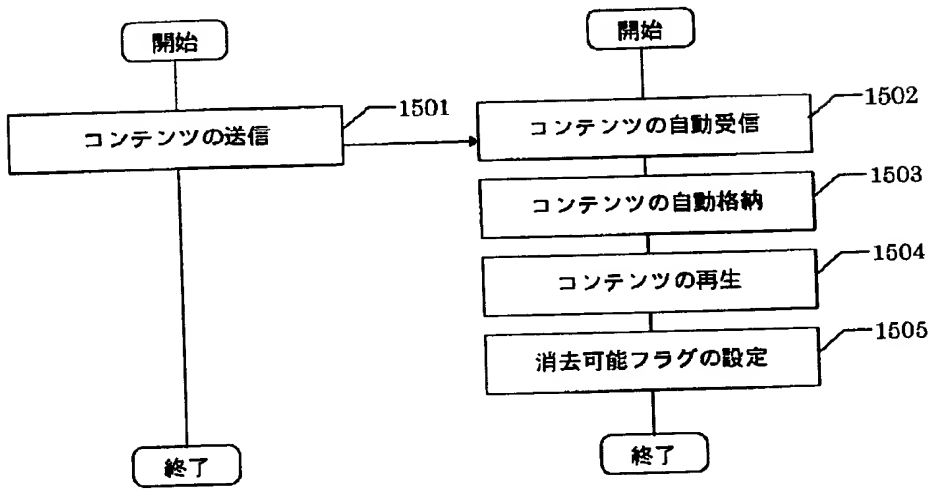 開始
コンテンツの送信
1501
終了
開始
コンテンツの自動受信
1502
コンテンツの自動格納
1503
コンテンツの再生
1504
消去可能フラグの設定
1505
終了